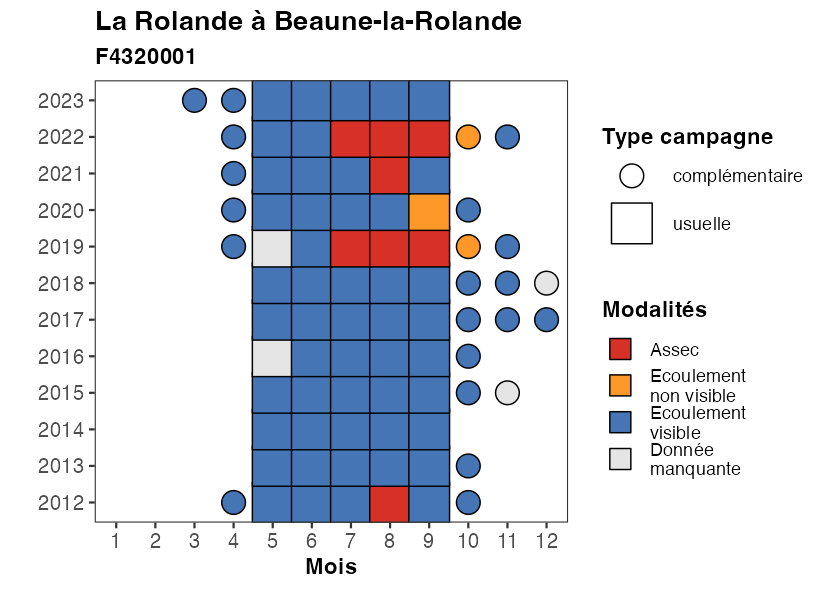 La Rolande à Beaune-la-Rolande
F4320001
2023
2022
2021
2020
2019
2018
2017
2016
2015
2014
2013
2012
1 2 3 4 5 6 7 8 9 10 11 12
Mois
Type campagne
complémentaire
usuelle
Modalités
Assec
Ecoulement
non visible
Ecoulement
visible
Donnée
manquante